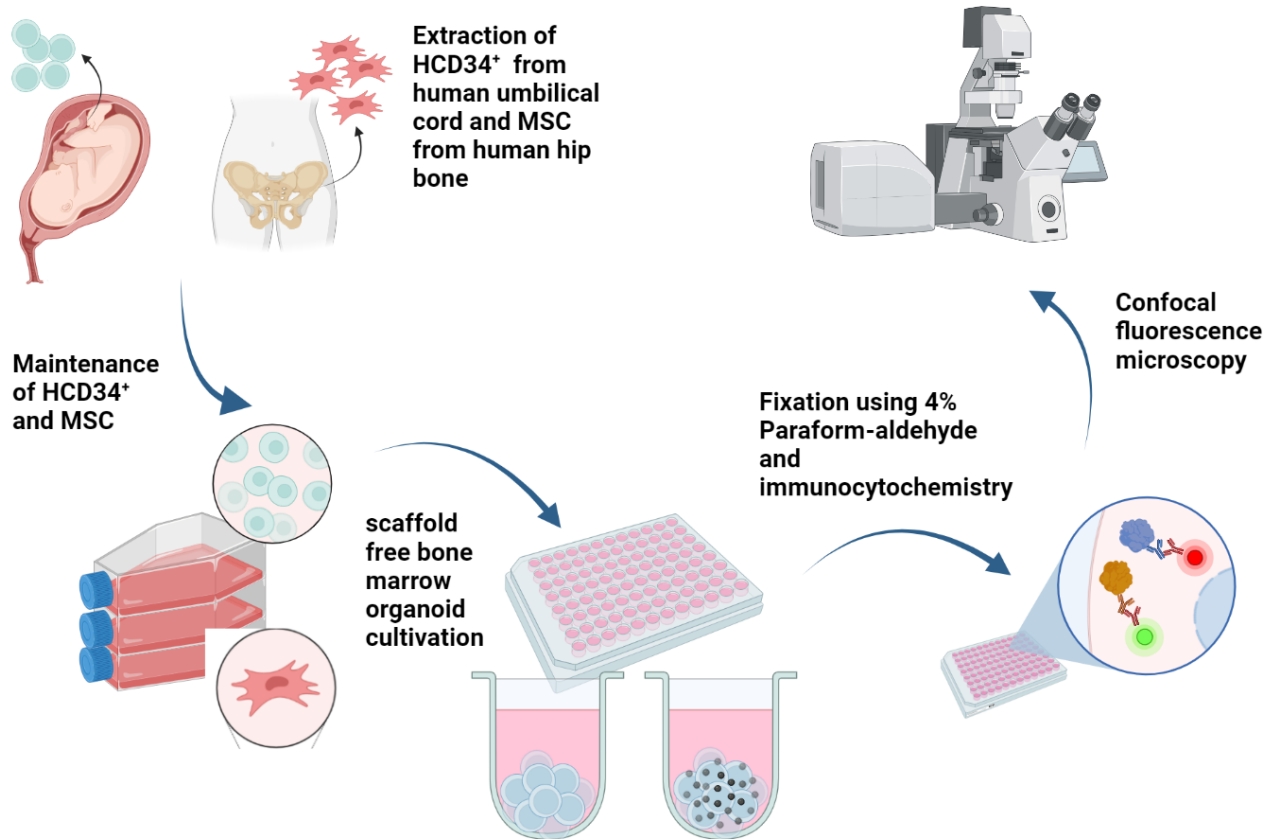 Extraction of
HCD34⁺ from
human umbilical
cord and MSC
from human hip
bone
Maintenance
of HCD34⁺
and MSC
scaffold
free bone
marrow
organoid
cultivation
Fixation using 4%
Paraform-aldehyde
and
immunocytochemistry
Confocal
fluorescence
microscopy